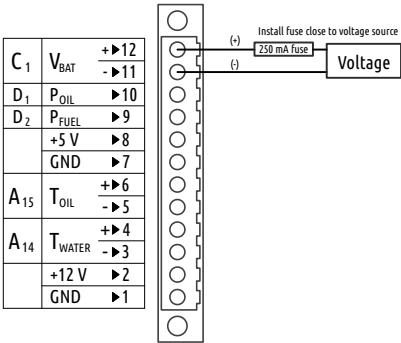 Install fuse close to voltage source
(+) 250 mA fuse
(-) Voltage
C1 VBAT +▶12
-▶11
D1 POIL ▶10
D2 PFUEL ▶9
+5 V ▶8
GND ▶7
A15 TOIL +▶6
-▶5
A14 TWATER +▶4
-▶3
+12 V ▶2
GND ▶1